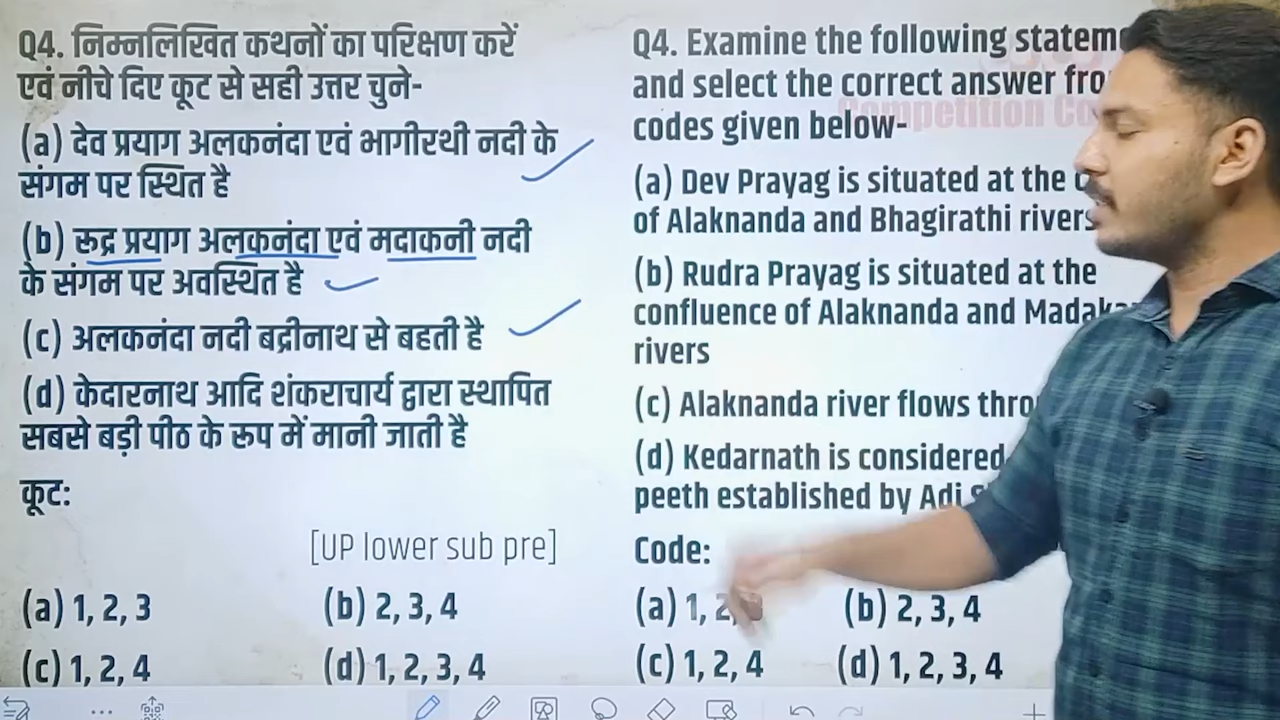 Q4. निम्नलिखित कथनों का परिक्षण करें
एवं नीचे दिए कूट से सही उत्तर चुने-
(a) देव प्रयाग अलकनंदा एवं भागीरथी नदी के
संगम पर स्थित है
(b) रूद्र प्रयाग अलकनंदा एवं मदाकनी नदी
के संगम पर अवस्थित है
(c) अलकनंदा नदी बद्रीनाथ से बहती है
(d) केदारनाथ आदि शंकराचार्य द्वारा स्थापित
सबसे बड़ी पीठ के रूप में मानी जाती है
कूट:
[UP lower sub pre]
(a) 1, 2, 3 (b) 2, 3, 4
(c) 1, 2, 4 (d) 1, 2, 3, 4
Q4. Examine the following
and select the correct answer
codes given below-
Competition
(a) Dev Prayag is situated at the
of Alaknanda and Bhagirathi rivers
(b) Rudra Prayag is situated at the
confluence of Alaknanda and
rivers
(c) Alaknanda river flows
(d) Kedarnath is considered
peeth established by Adi
Code:
(a) 1, 2, (b) 2, 3, 4
(c) 1, 2, 4 (d) 1, 2, 3, 4